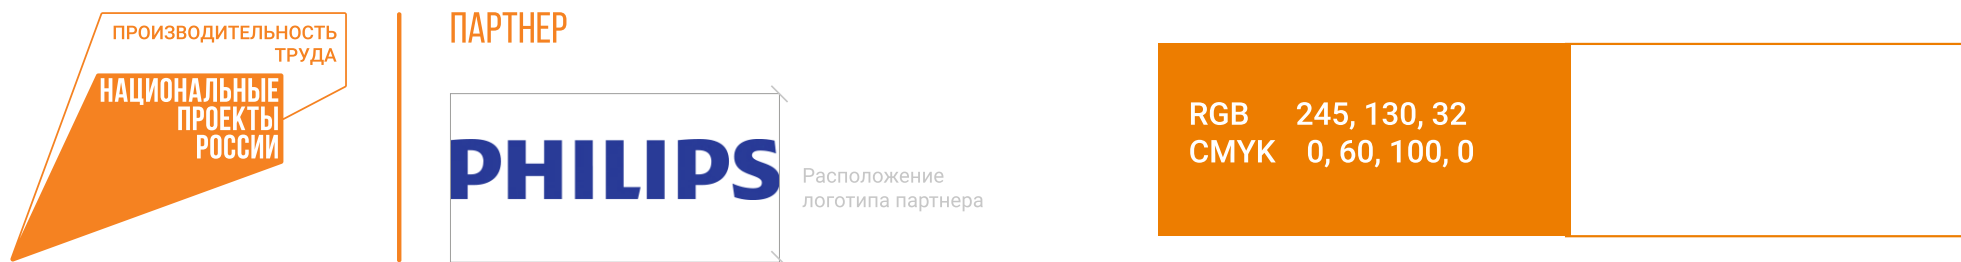 ПРОИЗВОДИТЕЛЬНОСТЬ
ТРУДА
НАЦИОНАЛЬНЫЕ
ПРОЕКТЫ
РОССИИ
ПАРТНЕР
PHILIPS
Расположение
логотипа партнера
RGB 245, 130, 32
CMYK 0, 60, 100, 0